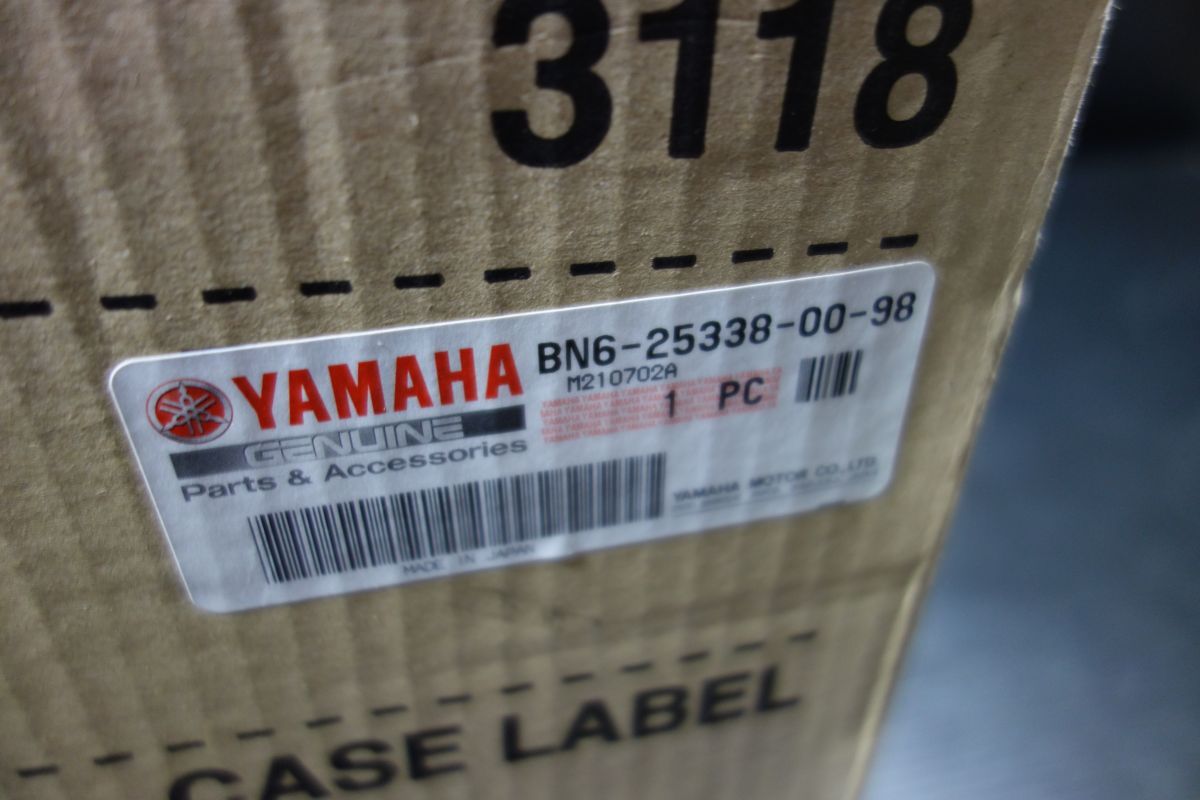 3118
YAMAHA
GENUINE
Parts & Accessories
BN6-25338-00-98
M210702A
1 PC
YAMAHA MOTOR CO.,LTD.
MADE IN JAPAN
CASE LABEL